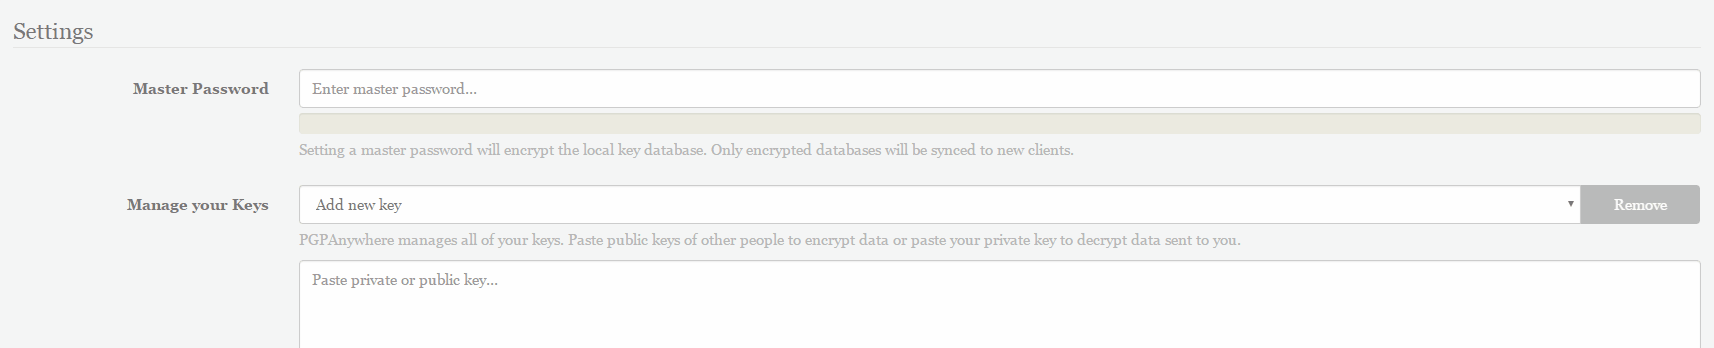 Settings
Master Password
Enter master password...
Setting a master password will encrypt the local key database. Only encrypted databases will be synced to new clients.
Manage your Keys
Add new key
Remove
PGPAnywhere manages all of your keys. Paste public keys of other people to encrypt data or paste your private key to decrypt data sent to you.
Paste private or public key...